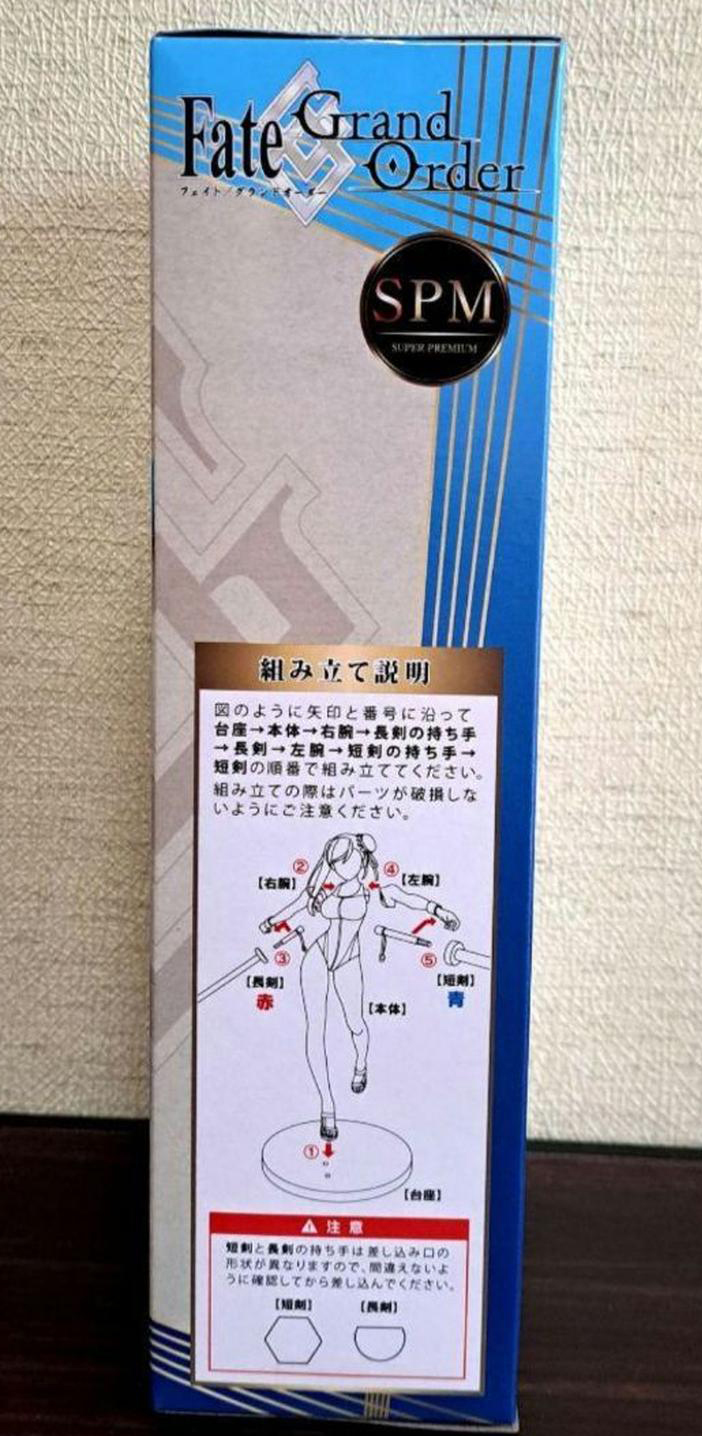 Fate Grand Order
フェイト/グランドオーダー
SPM
SUPER PREMIUM
組み立て説明
図のように矢印と番号に沿って
台座→本体→右腕→長剣の持ち手
→長剣→左腕→短剣の持ち手→
短剣の順番で組み立ててください。
組み立ての際はパーツが破損しな
いようにご注意ください。
②
【右腕】
④
【左腕】
③
【長剣】
赤
⑤
【短剣】
青
【本体】
①
【台座】
注意
短剣と長剣の持ち手は差し込み口の
形状が異なりますので、間違えないよ
うに確認してから差し込んでください。
【短剣】
【長剣】